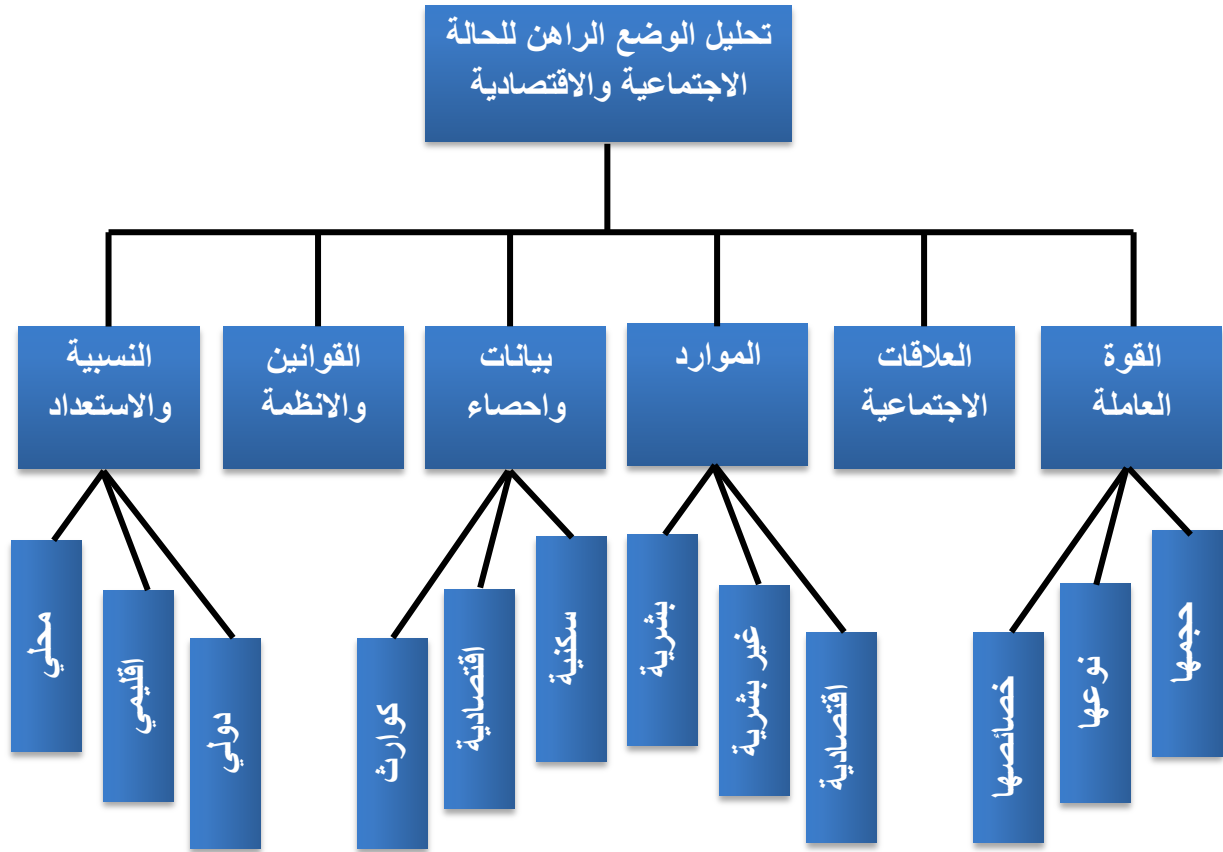 تحليل الوضع الراهن للحالة
الاجتماعية والاقتصادية
القوة
العاملة
العلاقات
الاجتماعية
الموارد
بيانات
واحصاء
القوانين
والانظمة
النسبية
والاستعداد
حجمها
نوعها
خصائصها
اقتصادية
غير بشرية
بشرية
سكنية
اقتصادية
كوارث
دولي
اقليمي
محلي